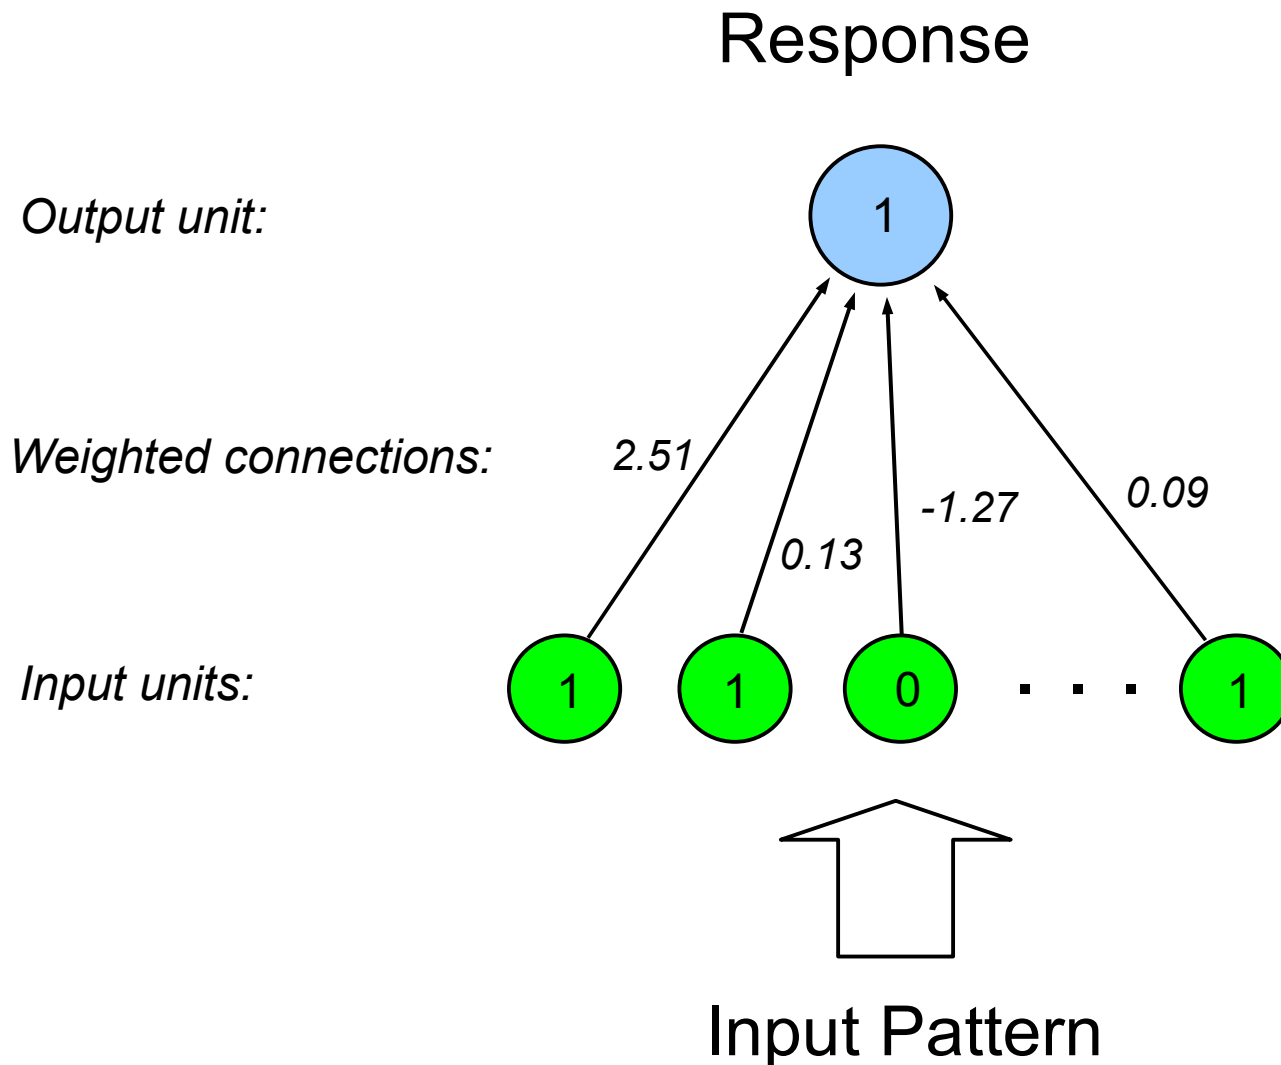 Response
Output unit:
1
Weighted connections:
2.51
0.13
-1.27
0.09
Input units:
1
1
0
. . .
1
Input Pattern